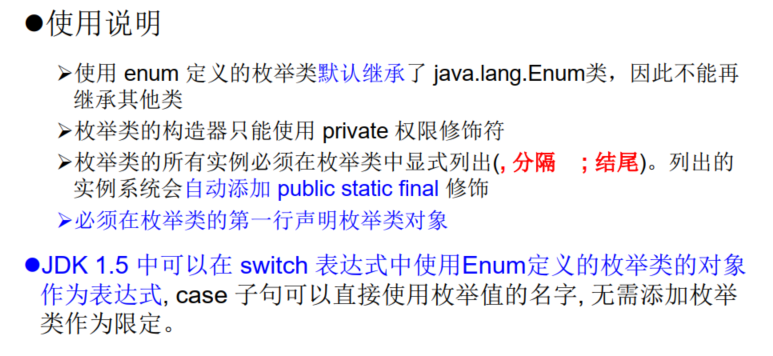 ●使用说明
➢使用 enum 定义的枚举类默认继承了 java.lang.Enum类，因此不能再
继承其他类
➢枚举类的构造器只能使用 private 权限修饰符
➢枚举类的所有实例必须在枚举类中显式列出(, 分隔 ; 结尾)。列出的
实例系统会自动添加 public static final 修饰
➢必须在枚举类的第一行声明枚举类对象
●JDK 1.5 中可以在 switch 表达式中使用Enum定义的枚举类的对象
作为表达式, case 子句可以直接使用枚举值的名字, 无需添加枚举
类作为限定。